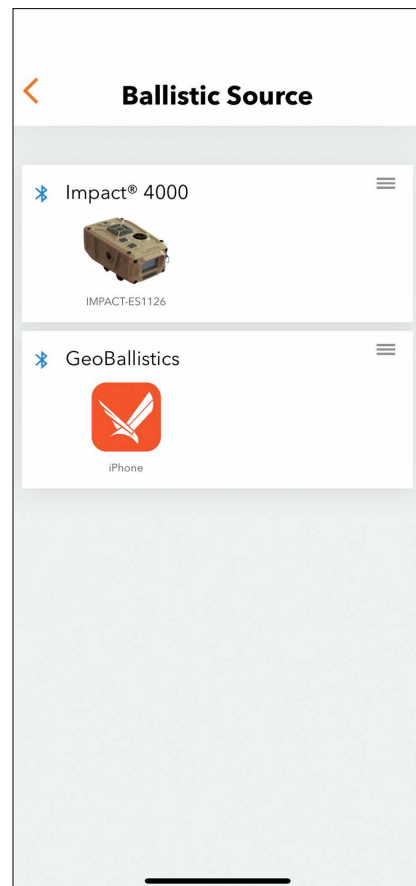 Ballistic Source
Impact® 4000
IMPACT-ES1126
GeoBallistics
iPhone